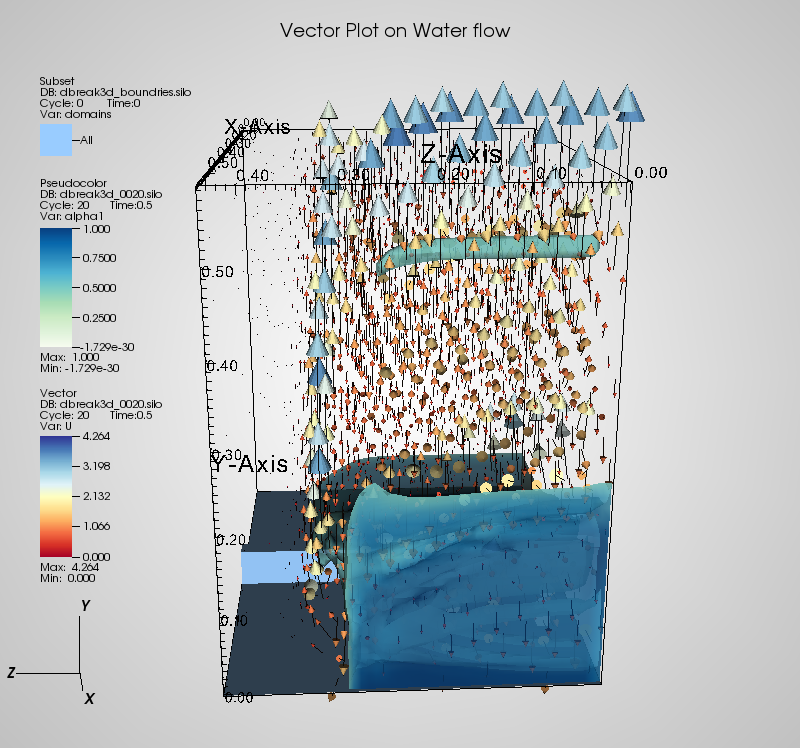 Vector Plot on Water flow
Subset
DB: dbreak3d_boundries.silo
Cycle: 0 Time:0
Var: domains
All
Pseudocolor
DB: dbreak3d_0020.silo
Cycle: 20 Time:0.5
Var: alpha1
1.000
0.7500
0.5000
0.2500
-1.729e-30
Max: 1.000
Min: -1.729e-30
Vector
DB: dbreak3d_0020.silo
Cycle: 20 Time:0.5
Var: U
4.264
3.198
2.132
1.066
0.000
Max: 4.264
Min: 0.000
X-Axis
0.50
Z-Axis
0.40 0.30 0.20 0.10 0.00
0.50
0.40
0.30
Y-Axis
0.20
0.10
0.00
Y
Z
X